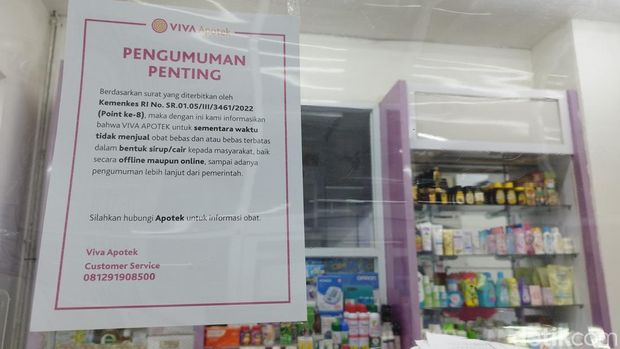 VIVA Apotek
PENGUMUMAN
PENTING
Berdasarkan surat yang diterbitkan oleh
Kemenkes RI No. SR.01.05/III/3461/2022
(Point ke-8), maka dengan ini kami informasikan
bahwa VIVA APOTEK untuk sementara waktu
tidak menjual obat bebas dan atau bebas terbatas
dalam bentuk sirup/cair kepada masyarakat, baik
secara offline maupun online, sampai adanya
pengumuman lebih lanjut dari pemerintah.
Silahkan hubungi Apotek untuk informasi obat.
Viva Apotek
Customer Service
081291908500
OMRON
detikcom